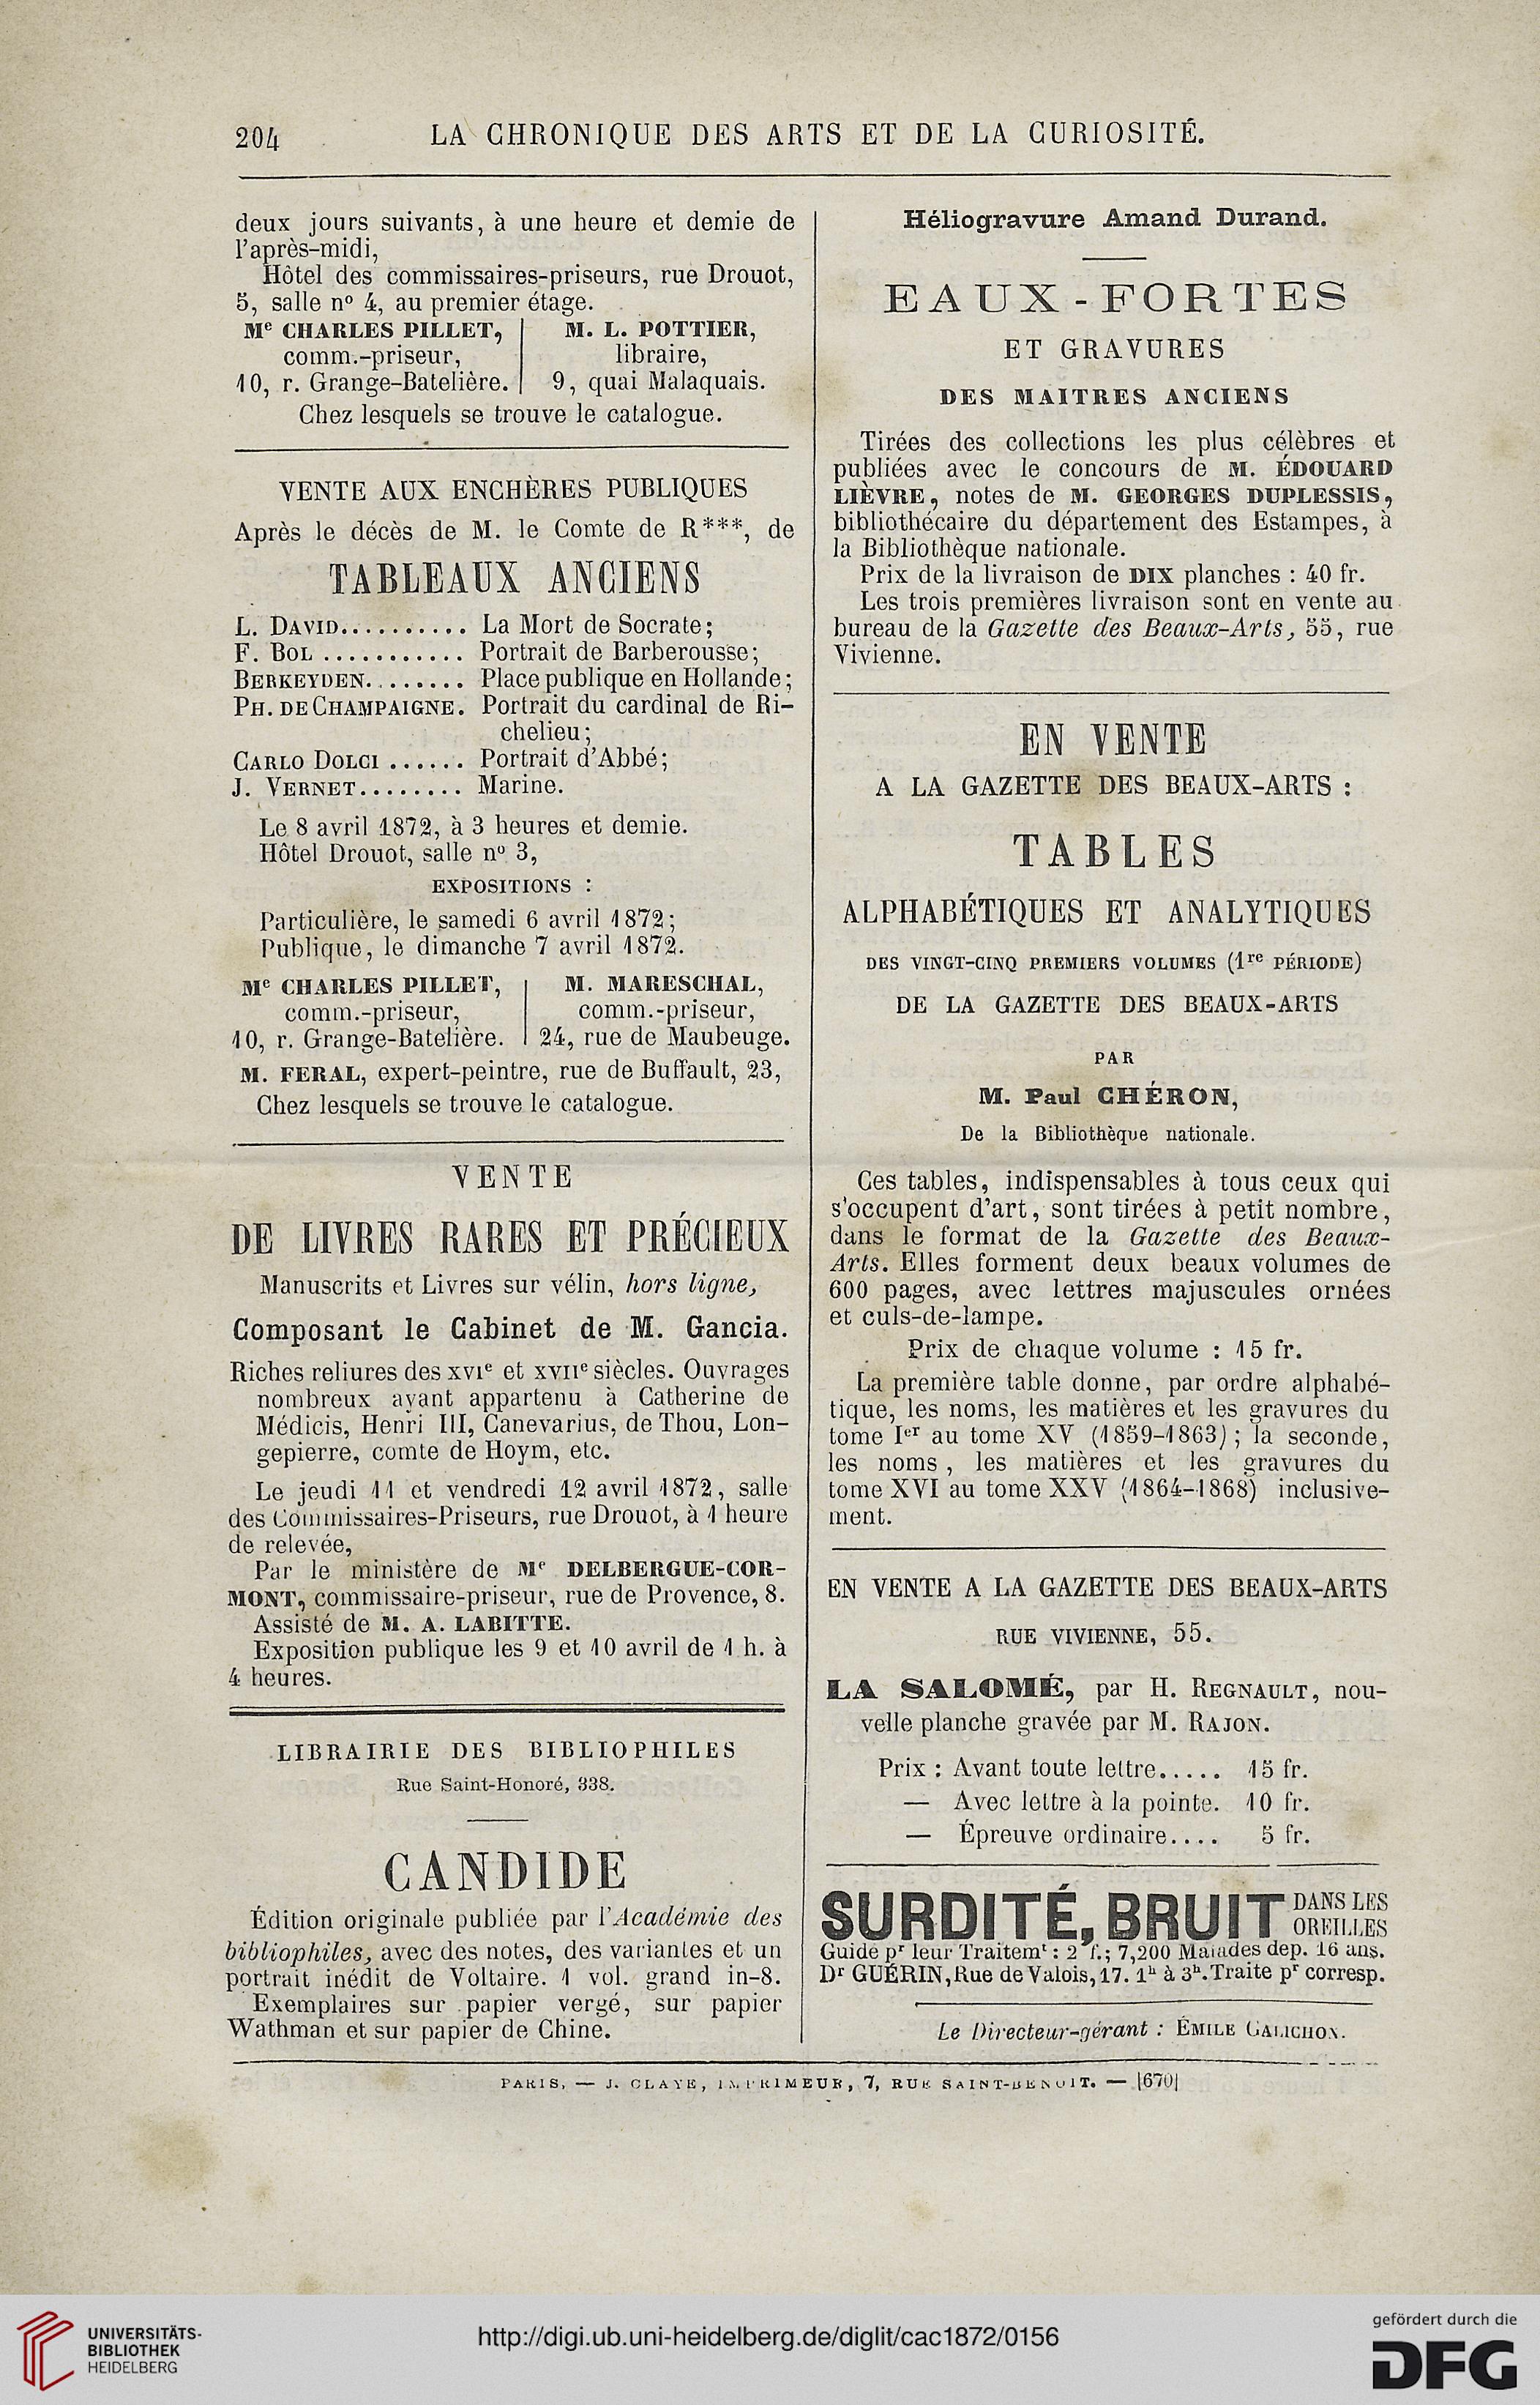 204 LA CHRONIQUE DES ARTS ET DE LA CURIOSITÉ.
deux jours suivants, à une heure et demie de
l'après-midi,
Hôtel des commissaires-priseurs, rue Drouot,
5, salle nº 4, au premier étage.
Mᵉ CHARLES PILLET, M. L. POTTIER,
comm.-priseur, libraire,
10, r. Grange-Batelière. 9, quai Malaquais.
Chez lesquels se trouve le catalogue.
VENTE AUX ENCHÈRES PUBLIQUES
Après le décès de M. le Comte de R***, de
TABLEAUX ANCIENS
L. DAVID.......... La Mort de Socrate;
F. BOL ........... Portrait de Barberousse;
BERKEYDEN........ Place publique en Hollande;
PH. DE CHAMPAIGNE. Portrait du cardinal de Ri-
chelieu;
CARLO DOLCI ...... Portrait d'Abbé;
J. VERNET........ Marine.
Le 8 avril 1872, à 3 heures et demie.
Hôtel Drouot, salle nº 3,
EXPOSITIONS :
Particulière, le samedi 6 avril 1872;
Publique, le dimanche 7 avril 1872.
Mᵉ CHARLES PILLET, M. MARESCHAL,
comm.-priseur, comm.-priseur,
10, r. Grange-Batelière. 24, rue de Maubeuge.
M. FERAL, expert-peintre, rue de Buffault, 23,
Chez lesquels se trouve le catalogue.
VENTE
DE LIVRES RARES ET PRÉCIEUX
Manuscrits et Livres sur vélin, hors ligne,
Composant le Cabinet de M. Gancia.
Riches reliures des XVIᵉ et XVIIᵉ siècles. Ouvrages
nombreux ayant appartenu à Catherine de
Médicis, Henri III, Canevarius, de Thou, Lon-
gepierre, comte de Hoym, etc.
Le jeudi 11 et vendredi 12 avril 1872, salle
des Commissaires-Priseurs, rue Drouot, à 1 heure
de relevée,
Par le ministère de Mᵉ DELBERGUE-COR-
MONT, commissaire-priseur, rue de Provence, 8.
Assisté de M. A. LABITTE.
Exposition publique les 9 et 10 avril de 1 h. à
4 heures.
LIBRAIRIE DES BIBLIOPHILES
Rue Saint-Honoré, 338.
CANDIDE
Édition originale publiée par l'Académie des
bibliophiles, avec des notes, des variantes et un
portrait inédit de Voltaire. 1 vol. grand in-8.
Exemplaires sur papier vergé, sur papier
Wathman et sur papier de Chine.
Héliogravure Amand Durand.
EAUX-FORTES
ET GRAVURES
DES MAITRES ANCIENS
Tirées des collections les plus célèbres et
publiées avec le concours de M. ÉDOUARD
LIÈVRE, notes de M. GEORGES DUPLESSIS,
bibliothécaire du département des Estampes, à
la Bibliothèque nationale.
Prix de la livraison de DIX planches : 40 fr.
Les trois premières livraison sont en vente au
bureau de la Gazette des Beaux-Arts, 55, rue
Vivienne.
EN VENTE
A LA GAZETTE DES BEAUX-ARTS :
TABLES
ALPHABÉTIQUES ET ANALYTIQUES
DES VINGT-CINQ PREMIERS VOLUMES (1ʳᵉ PÉRIODE)
DE LA GAZETTE DES BEAUX-ARTS
PAR
M. Paul CHÉRON,
De la Bibliothèque nationale.
Ces tables, indispensables à tous ceux qui
s'occupent d'art, sont tirées à petit nombre,
dans le format de la Gazette des Beaux-
Arts. Elles forment deux beaux volumes de
600 pages, avec lettres majuscules ornées
et culs-de-lampe.
Prix de chaque volume : 15 fr.
La première table donne, par ordre alphabé-
tique, les noms, les matières et les gravures du
tome Iᵉʳ au tome XV (1859-1863); la seconde,
les noms, les matières et les gravures du
tome XVI au tome XXV (1864-1868) inclusive-
ment.
EN VENTE A LA GAZETTE DES BEAUX-ARTS
RUE VIVIENNE, 55.
LA SALOMÉ, par H. REGNAULT, nou-
velle planche gravée par M. RAJON.
Prix : Avant toute lettre..... 15 fr.
— Avec lettre à la pointe. 10 fr.
— Épreuve ordinaire.... 5 fr.
SURDITÉ, BRUIT DANS LES
OREILLES
Guide pʳ leur Traitemᵗ : 2 f.; 7,200 Malades dep. 16 ans.
Dʳ GUÉRIN, Rue de Valois, 17. 1ʰ à 3ʰ. Traite pʳ corresp.
Le Directeur-gérant : ÉMILE GALICHON.
PARIS, — J. CLAYE, IMPRIMEUR, 7, RUE SAINT-BENOIT. — [670]
UNIVERSITÄTS-
BIBLIOTHEK
HEIDELBERG
http://digi.ub.uni-heidelberg.de/diglit/cac1872/0156
gefördert durch die
DFG